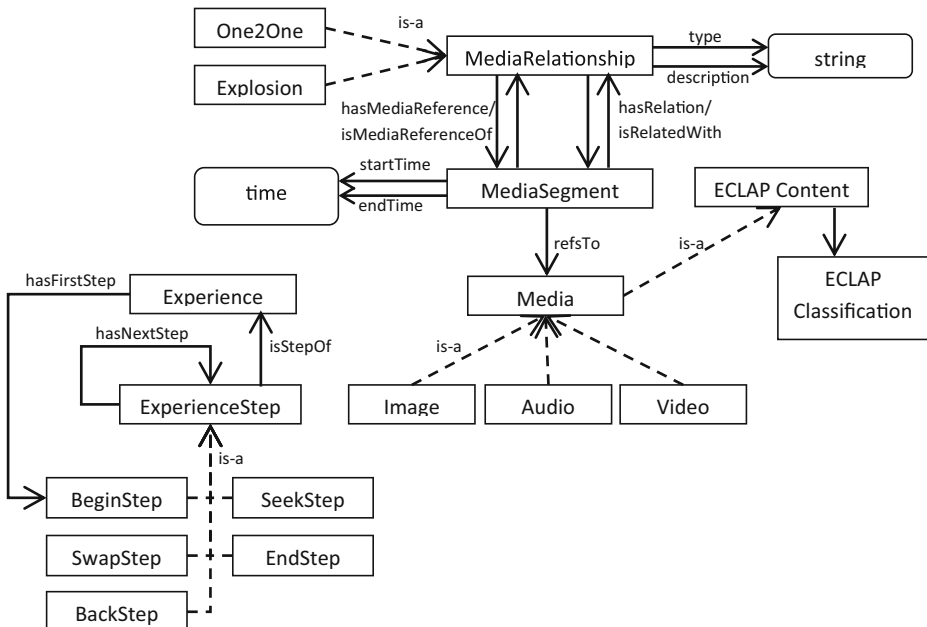 One2One
is-a
Explosion
MediaRelationship
type
description
string
hasMediaReference/
isMediaReferenceOf
hasRelation/
isRelatedWith
time
startTime
endTime
MediaSegment
ECLAP Content
refsTo
is-a
ECLAP
Classification
Media
hasFirstStep
Experience
hasNextStep
isStepOf
is-a
ExperienceStep
Image
Audio
Video
is-a
BeginStep
SeekStep
SwapStep
EndStep
BackStep